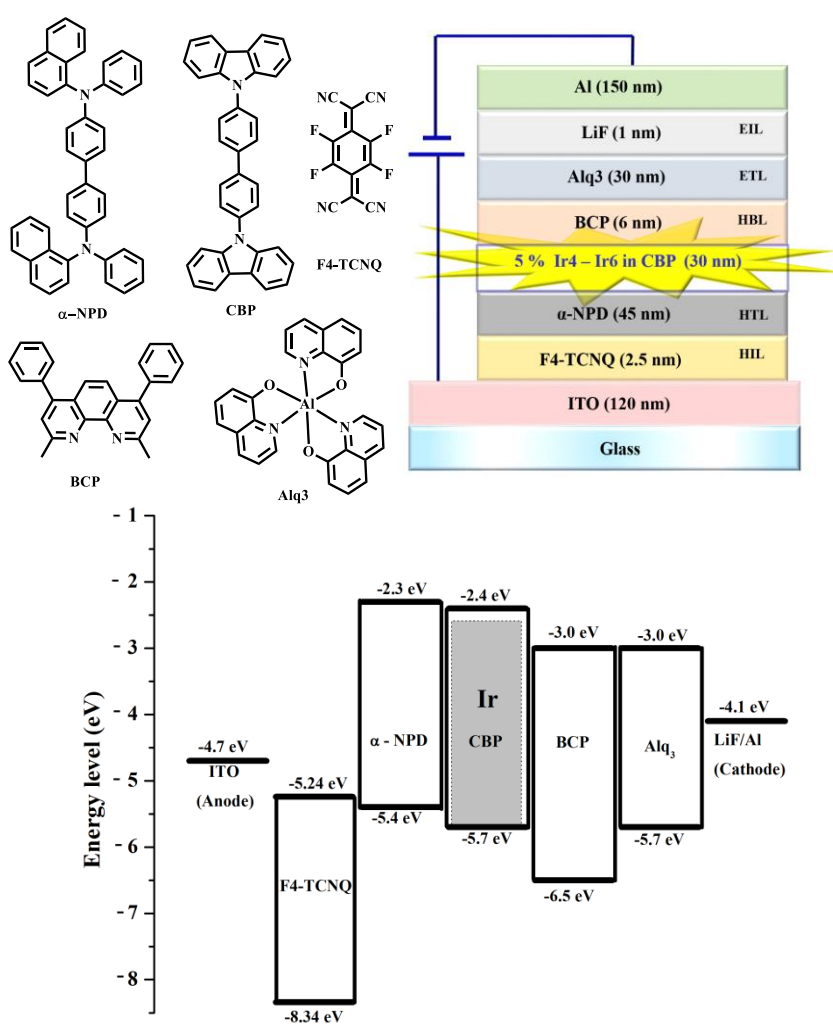 N
N
α–NPD
N
N
CBP
NC CN
F F
F F
NC CN
F4-TCNQ
N N
BCP
N
O
O
Al
N
N
O
Alq3
Al (150 nm)
LiF (1 nm) EIL
Alq3 (30 nm) ETL
BCP (6 nm) HBL
5 % Ir4 – Ir6 in CBP (30 nm)
α-NPD (45 nm) HTL
F4-TCNQ (2.5 nm) HIL
ITO (120 nm)
Glass
Energy level (eV)
- 1
- 2
- 3
- 4
- 5
- 6
- 7
- 8
-4.7 eV
ITO
(Anode)
-5.24 eV
F4-TCNQ
-8.34 eV
-2.3 eV
α - NPD
-5.4 eV
-2.4 eV
Ir
CBP
-5.7 eV
-3.0 eV
BCP
-6.5 eV
-3.0 eV
Alq3
-5.7 eV
-4.1 eV
LiF/Al
(Cathode)